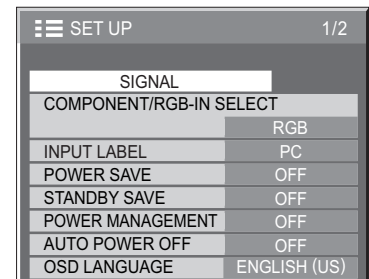 SET UP 1/2
SIGNAL
COMPONENT/RGB-IN SELECT
RGB
INPUT LABEL PC
POWER SAVE OFF
STANDBY SAVE OFF
POWER MANAGEMENT OFF
AUTO POWER OFF OFF
OSD LANGUAGE ENGLISH (US)